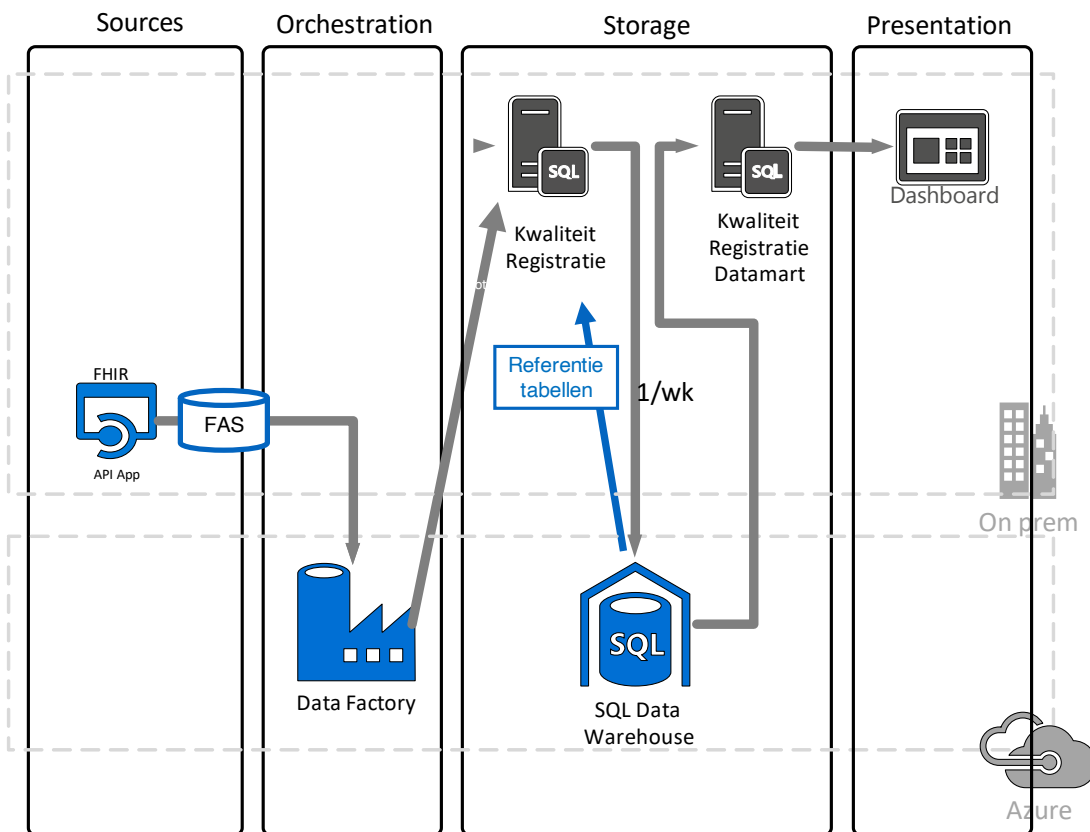 Sources
Orchestration
Storage
Presentation
SQL
SQL
Kwaliteit
Registratie
Kwaliteit
Registratie
Datamart
Dashboard
Referentie
tabellen
1/wk
FHIR
FAS
API App
On prem
Data Factory
SQL
SQL Data
Warehouse
Azure